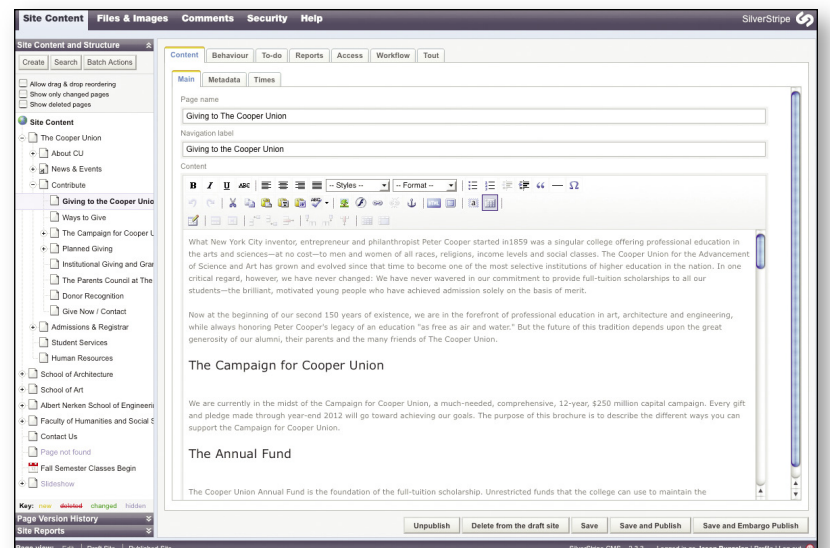 Site Content Files & Images Comments Security Help SilverStripe
Site Content and Structure
Create Search Batch Actions
Allow drag & drop reordering
Show only changed pages
Show deleted pages
Site Content
The Cooper Union
About CU
News & Events
Contribute
Giving to the Cooper Unio
Ways to Give
The Campaign for Cooper U
Planned Giving
Institutional Giving and Gran
The Parents Council at The
Donor Recognition
Give Now / Contact
Admissions & Registrar
Student Services
Human Resources
School of Architecture
School of Art
Albert Nerken School of Engineeri
Faculty of Humanities and Social S
Contact Us
Page not found
Fall Semester Classes Begin
Slideshow
Key: new deleted changed hidden
Page Version History
Site Reports
Content Behaviour To-do Reports Access Workflow Tout
Main Metadata Times
Page name
Giving to The Cooper Union
Navigation label
Giving to the Cooper Union
Content
B I U ABC -- Styles -- -- Format --
What New York City inventor, entrepreneur and philanthropist Peter Cooper started in1859 was a singular college offering professional education in
the arts and sciences—at no cost—to men and women of all races, religions, income levels and social classes. The Cooper Union for the Advancement
of Science and Art has grown and evolved since that time to become one of the most selective institutions of higher education in the nation. In one
critical regard, however, we have never changed: We have never wavered in our commitment to provide full-tuition scholarships to all our
students—the brilliant, motivated young people who have achieved admission solely on the basis of merit.
Now at the beginning of our second 150 years of existence, we are in the forefront of professional education in art, architecture and engineering,
while always honoring Peter Cooper's legacy of an education "as free as air and water." But the future of this tradition depends upon the great
generosity of our alumni, their parents and the many friends of The Cooper Union.
The Campaign for Cooper Union
We are currently in the midst of the Campaign for Cooper Union, a much-needed, comprehensive, 12-year, $250 million capital campaign. Every gift
and pledge made through year-end 2012 will go toward achieving our goals. The purpose of this brochure is to describe the different ways you can
support the Campaign for Cooper Union.
The Annual Fund
The Cooper Union Annual Fund is the foundation of the full-tuition scholarship. Unrestricted funds that the college can use to maintain the
Unpublish Delete from the draft site Save Save and Publish Save and Embargo Publish